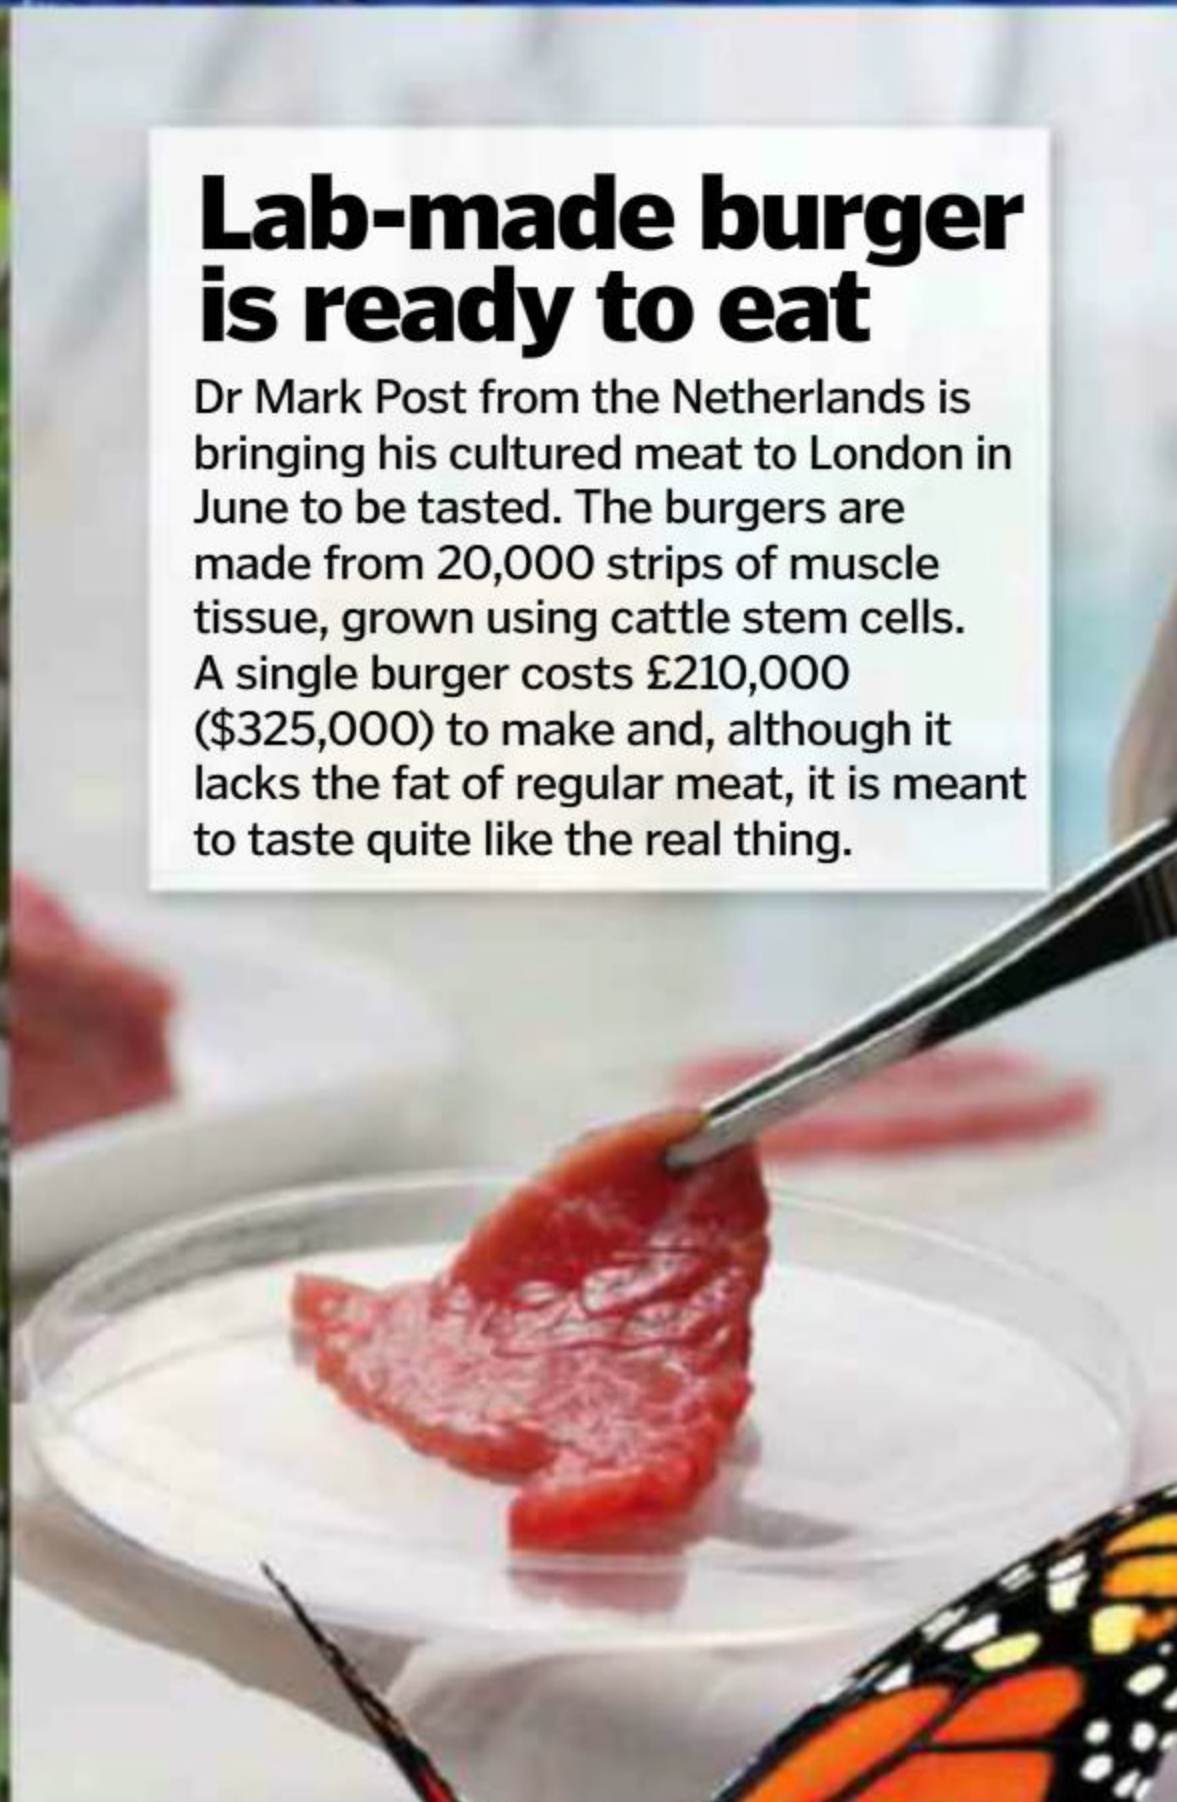 Lab-made burger
is ready to eat
Dr Mark Post from the Netherlands is
bringing his cultured meat to London in
June to be tasted. The burgers are
made from 20,000 strips of muscle
tissue, grown using cattle stem cells.
A single burger costs £210,000
($325,000) to make and, although it
lacks the fat of regular meat, it is meant
to taste quite like the real thing.